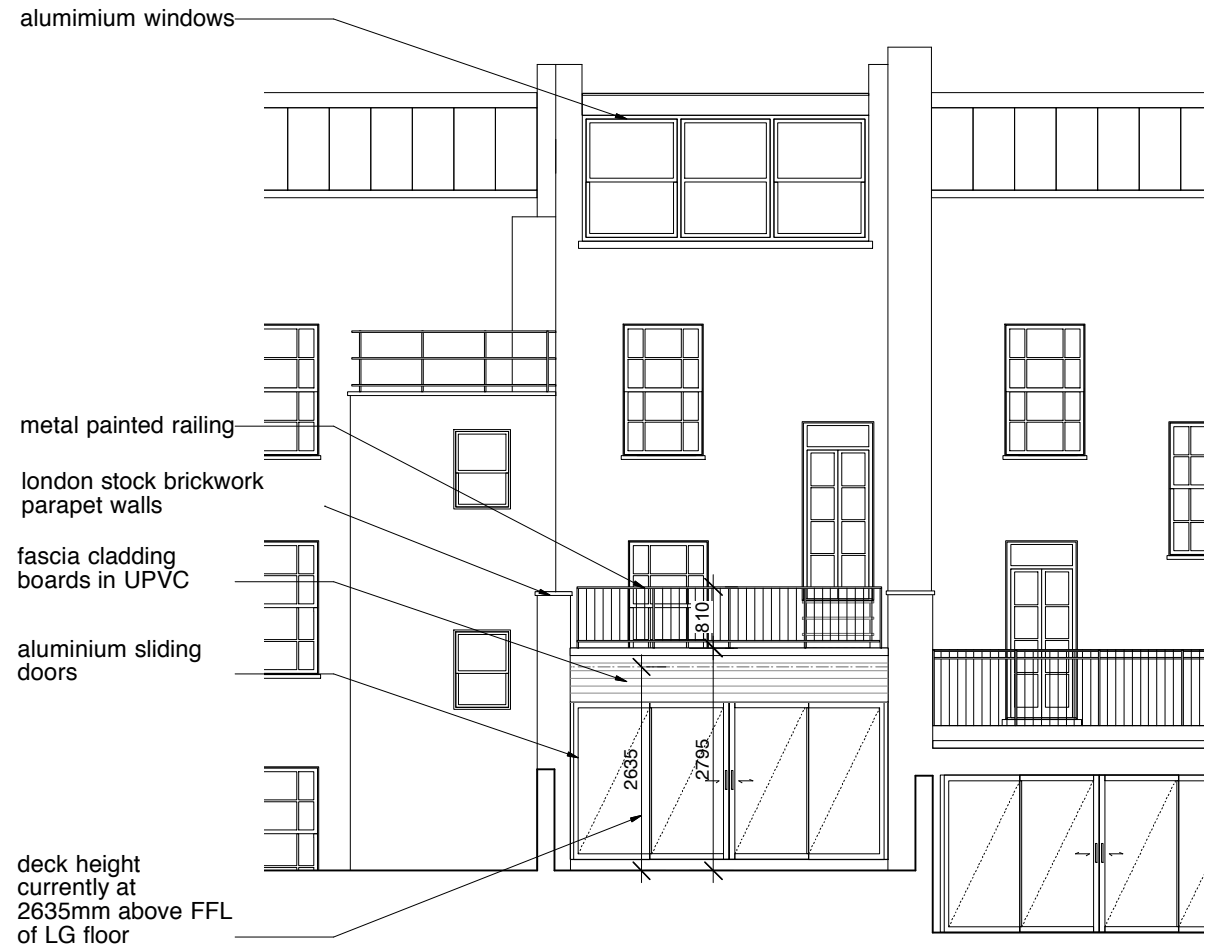 alumimium windows
metal painted railing
london stock brickwork
parapet walls
fascia cladding
boards in UPVC
aluminium sliding
doors
810
2635
2795
deck height
currently at
2635mm above FFL
of LG floor